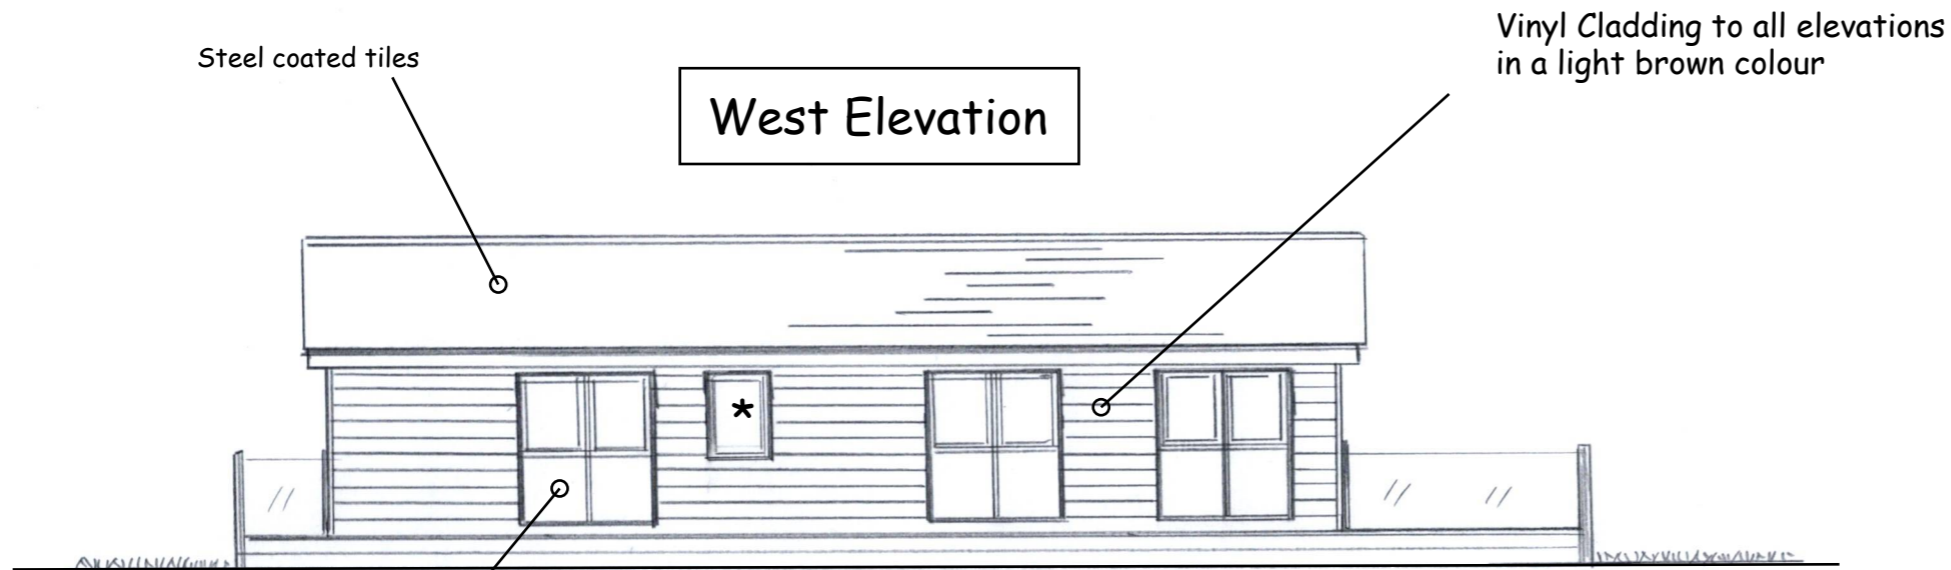 Vinyl Cladding to all elevations
in a light brown colour
Steel coated tiles
West Elevation
*